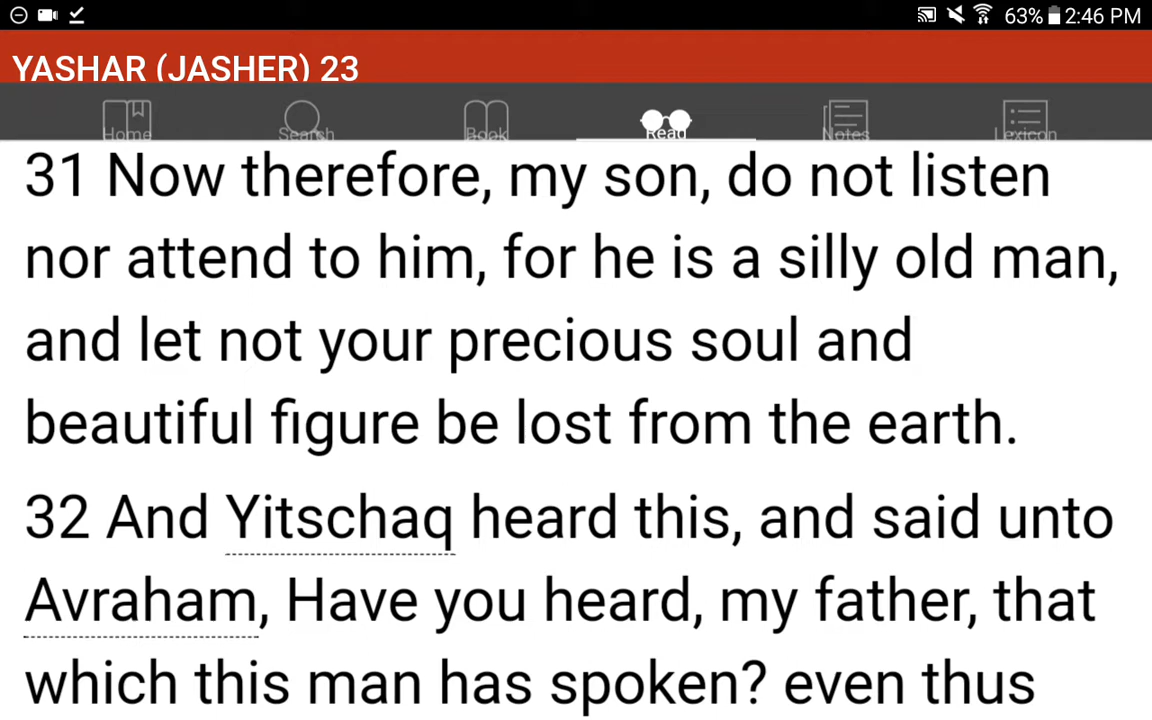 63% 2:46 PM
YASHAR (JASHER) 23
Home Search Book Read Notes Lexicon
31 Now therefore, my son, do not listen
nor attend to him, for he is a silly old man,
and let not your precious soul and
beautiful figure be lost from the earth.
32 And Yitschaq heard this, and said unto
Avraham, Have you heard, my father, that
which this man has spoken? even thus